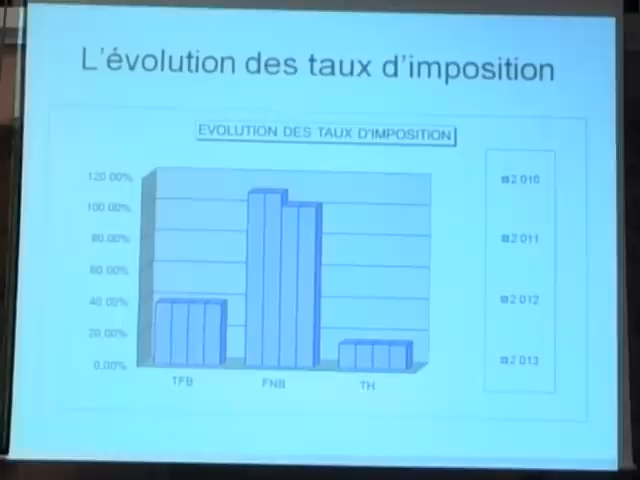 L'évolution des taux d'imposition
EVOLUTION DES TAUX D'IMPOSITION
120.00%
100.00%
80.00%
60.00%
40.00%
20.00%
0.00%
TFB
FNB
TH
2 010
2 011
2 012
2 013